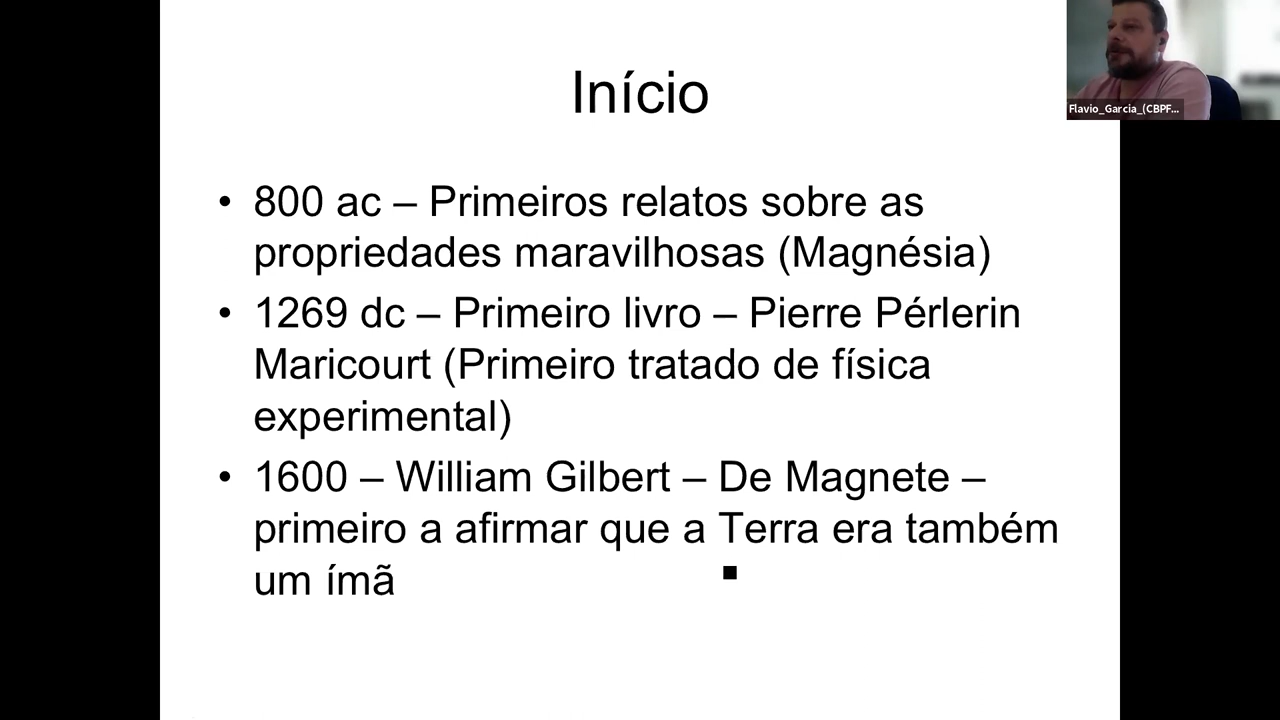 Início
• 800 ac – Primeiros relatos sobre as
propriedades maravilhosas (Magnésia)
• 1269 dc – Primeiro livro – Pierre Pérlerin
Maricourt (Primeiro tratado de física
experimental)
• 1600 – William Gilbert – De Magnete –
primeiro a afirmar que a Terra era também
um ímã
Flavio_Garcia_(CBPF...